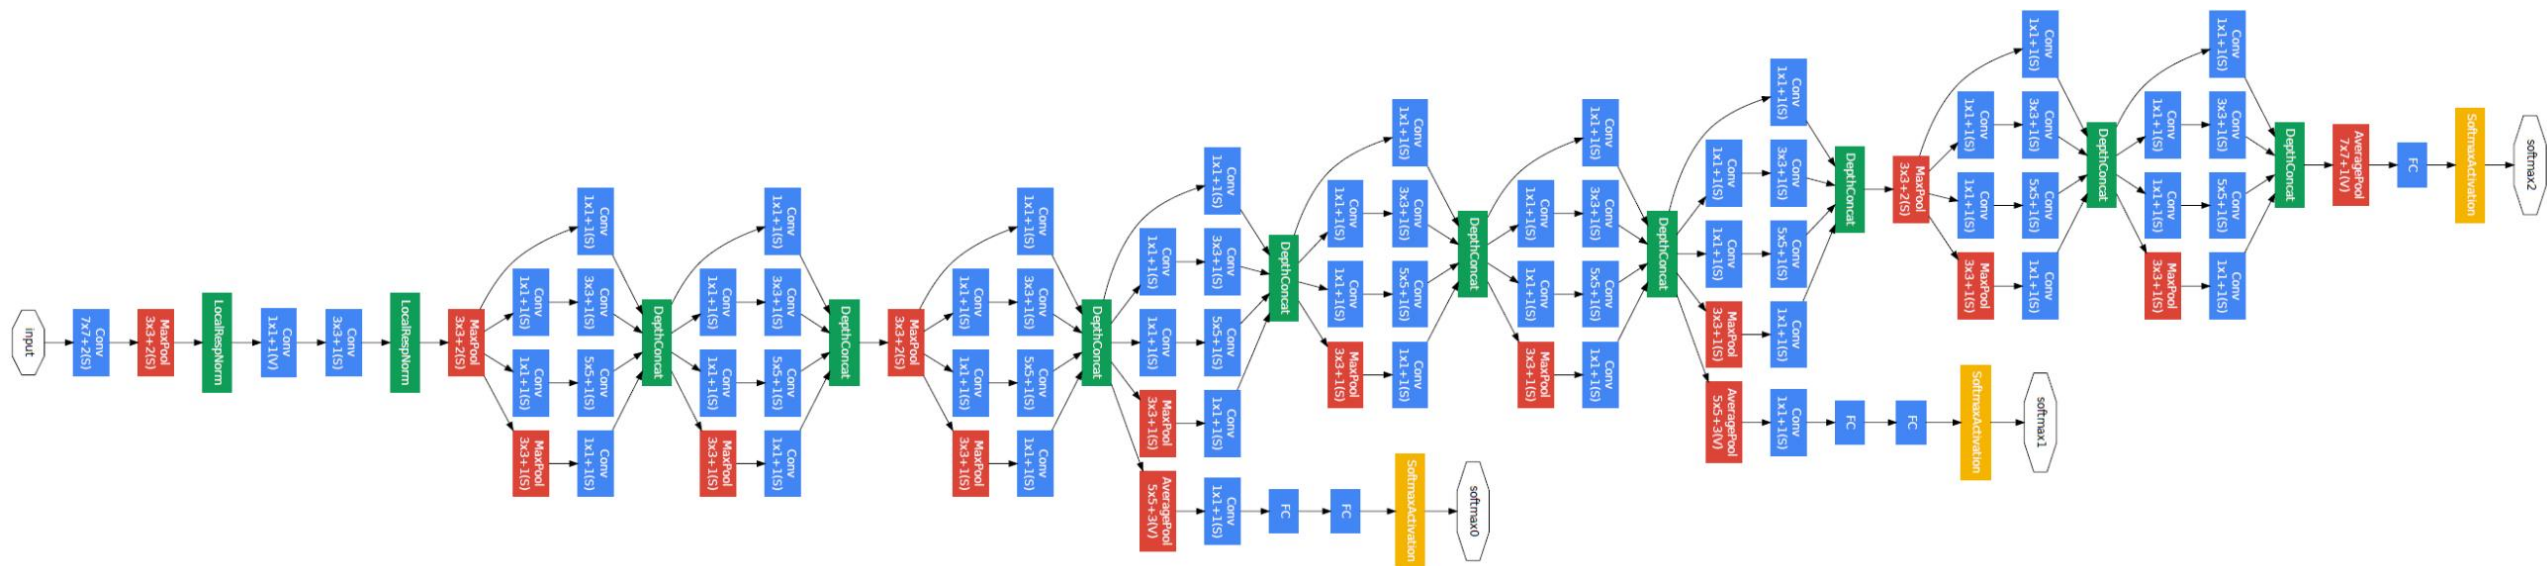 input
Conv
7x7+2(S)
MaxPool
3x3+2(S)
LocalRespNorm
Conv
1x1+1(V)
Conv
3x3+1(S)
LocalRespNorm
MaxPool
3x3+2(S)
Conv
1x1+1(S)
Conv
1x1+1(S)
MaxPool
3x3+1(S)
Conv
1x1+1(S)
Conv
3x3+1(S)
Conv
5x5+1(S)
Conv
1x1+1(S)
DepthConcat
Conv
1x1+1(S)
Conv
1x1+1(S)
MaxPool
3x3+1(S)
Conv
1x1+1(S)
Conv
3x3+1(S)
Conv
5x5+1(S)
Conv
1x1+1(S)
DepthConcat
MaxPool
3x3+2(S)
Conv
1x1+1(S)
Conv
1x1+1(S)
MaxPool
3x3+1(S)
Conv
1x1+1(S)
Conv
3x3+1(S)
Conv
5x5+1(S)
Conv
1x1+1(S)
DepthConcat
Conv
1x1+1(S)
Conv
1x1+1(S)
MaxPool
3x3+1(S)
AveragePool
5x5+3(V)
Conv
1x1+1(S)
Conv
3x3+1(S)
Conv
5x5+1(S)
Conv
1x1+1(S)
Conv
1x1+1(S)
DepthConcat
FC
Conv
1x1+1(S)
Conv
1x1+1(S)
MaxPool
3x3+1(S)
FC
Conv
1x1+1(S)
Conv
3x3+1(S)
Conv
5x5+1(S)
Conv
1x1+1(S)
SoftmaxActivation
DepthConcat
softmax0
Conv
1x1+1(S)
Conv
1x1+1(S)
MaxPool
3x3+1(S)
Conv
1x1+1(S)
Conv
3x3+1(S)
Conv
5x5+1(S)
Conv
1x1+1(S)
DepthConcat
Conv
1x1+1(S)
Conv
1x1+1(S)
MaxPool
3x3+1(S)
AveragePool
5x5+3(V)
Conv
1x1+1(S)
Conv
3x3+1(S)
Conv
5x5+1(S)
Conv
1x1+1(S)
Conv
1x1+1(S)
DepthConcat
FC
MaxPool
3x3+2(S)
FC
Conv
1x1+1(S)
Conv
1x1+1(S)
MaxPool
3x3+1(S)
SoftmaxActivation
Conv
1x1+1(S)
Conv
3x3+1(S)
Conv
5x5+1(S)
Conv
1x1+1(S)
softmax1
DepthConcat
Conv
1x1+1(S)
Conv
1x1+1(S)
MaxPool
3x3+1(S)
Conv
1x1+1(S)
Conv
3x3+1(S)
Conv
5x5+1(S)
Conv
1x1+1(S)
DepthConcat
AveragePool
7x7+1(V)
FC
SoftmaxActivation
softmax2